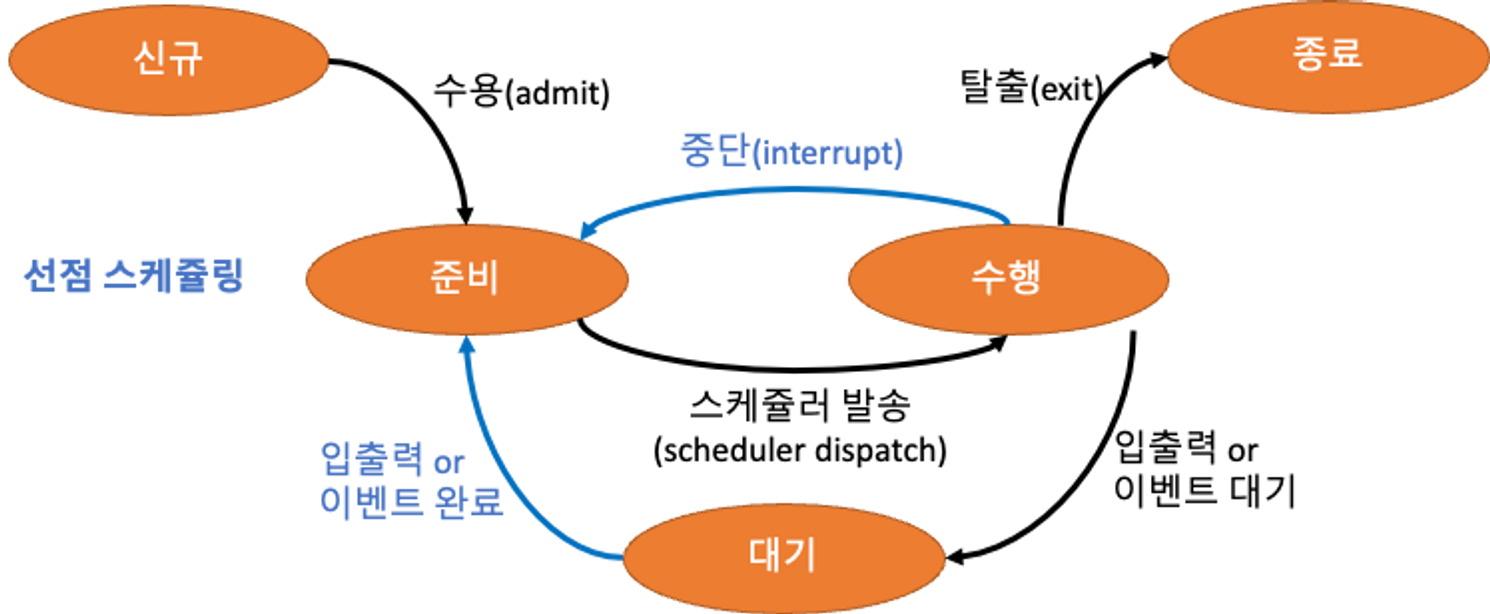 신규
종료
수용(admit)
탈출(exit)
중단(interrupt)
선점 스케쥴링
준비
수행
스케쥴러 발송
(scheduler dispatch)
입출력 or
이벤트 완료
입출력 or
이벤트 대기
대기